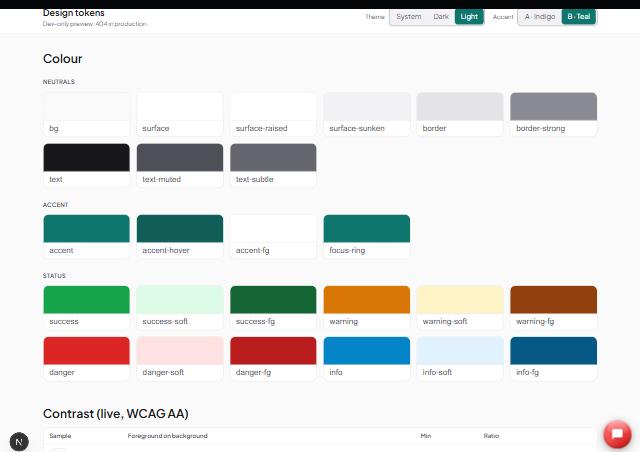 Design tokens
Dev-only preview. 404 in production.
Theme System Dark Light Accent A · Indigo B · Teal
Colour
NEUTRALS
bg surface surface-raised surface-sunken border border-strong
text text-muted text-subtle
ACCENT
accent accent-hover accent-fg focus-ring
STATUS
success success-soft success-fg warning warning-soft warning-fg
danger danger-soft danger-fg info info-soft info-fg
Contrast (live, WCAG AA)
Sample Foreground on background Min Ratio
N